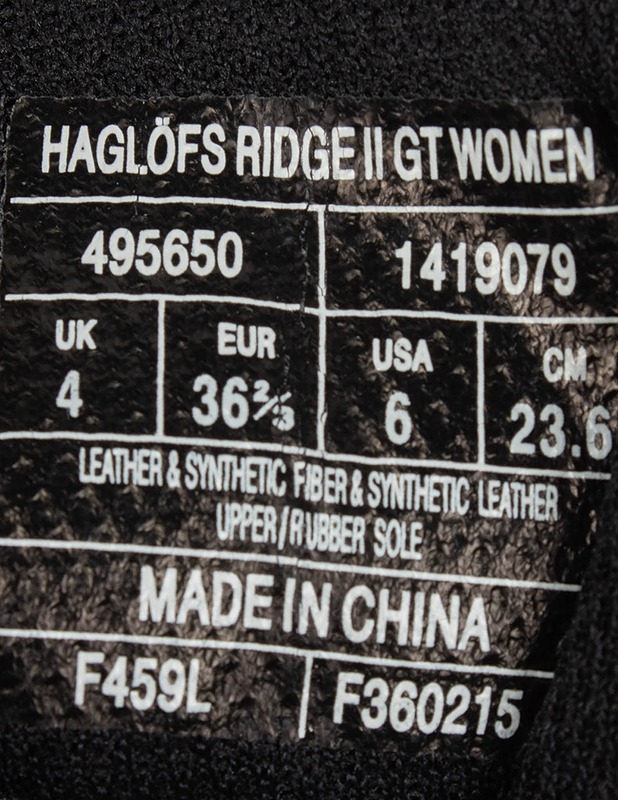 HAGLÖFS RIDGE II GT WOMEN
495650 1419079
UK EUR USA CM
4 36⅔ 6 23.6
LEATHER & SYNTHETIC FIBER & SYNTHETIC LEATHER
UPPER/RUBBER SOLE
MADE IN CHINA
F459L F360215